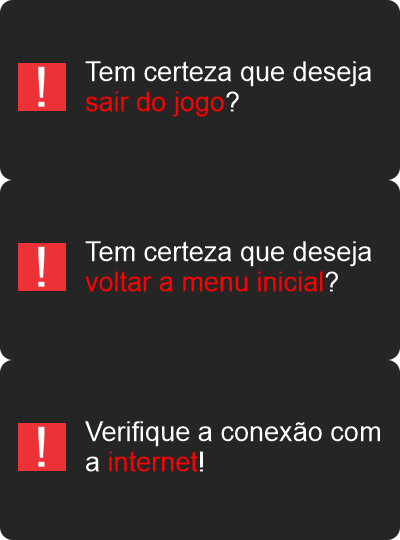 ! Tem certeza que deseja
sair do jogo?
! Tem certeza que deseja
voltar a menu inicial?
! Verifique a conexão com
a internet!